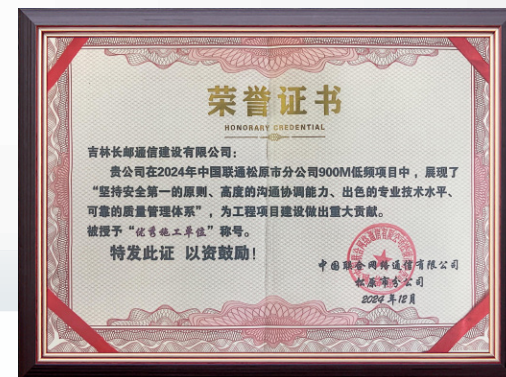 荣誉证书
HONORARY CREDENTIAL
吉林长邮通信建设有限公司：
贵公司在2024年中国联通松原市分公司900M低频项目中，展现了
“坚持安全第一的原则、高度的沟通协调能力、出色的专业技术水平、
可靠的质量管理体系”，为工程项目建设做出重大贡献。
被授予“优秀施工单位”称号。
特发此证 以资鼓励！
中国联合网络通信有限公司
松原市分公司
2024年12月